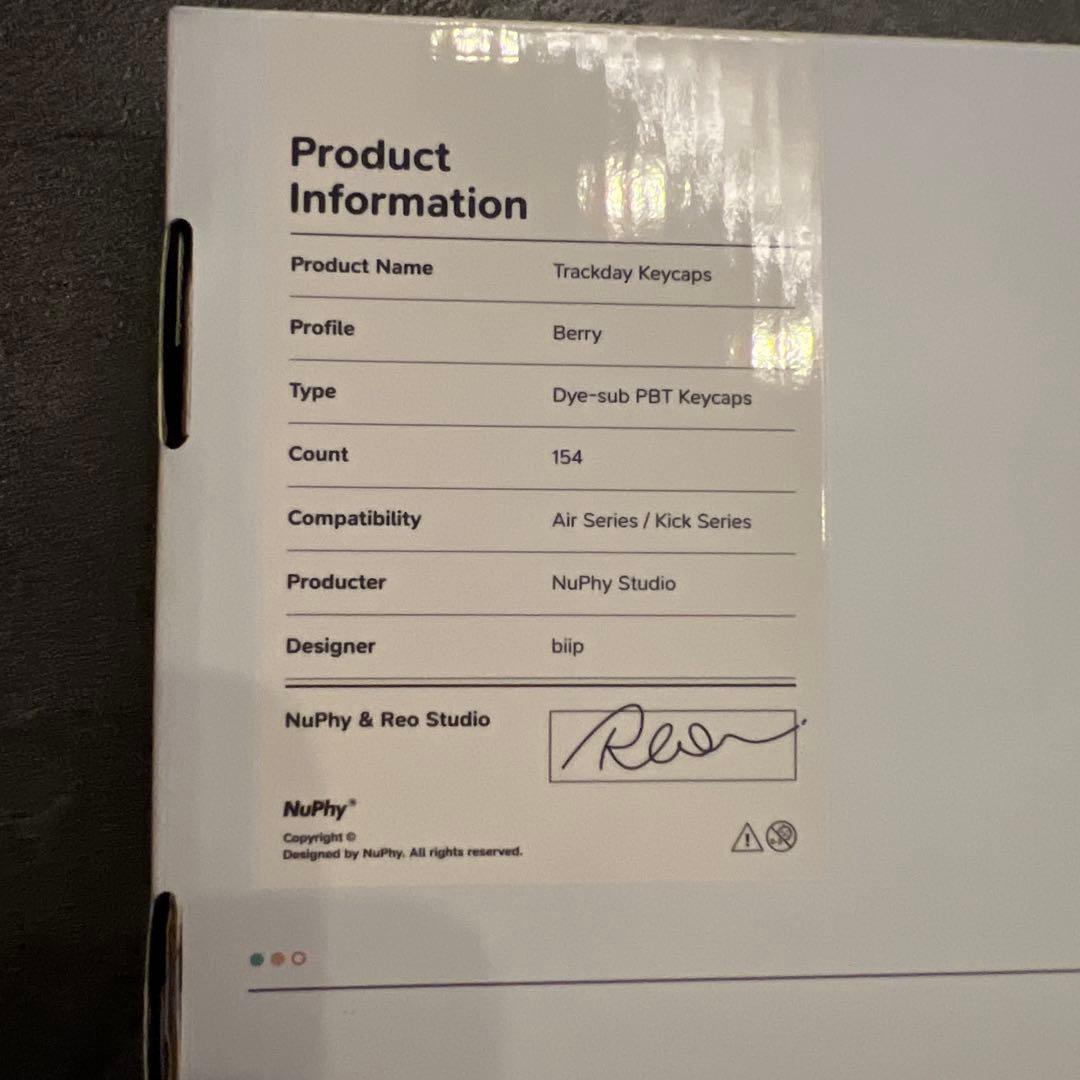 Product
Information
Product Name Trackday Keycaps
Profile Berry
Type Dye-sub PBT Keycaps
Count 154
Compatibility Air Series / Kick Series
Producter NuPhy Studio
Designer biip
NuPhy & Reo Studio Reo
NuPhy®
Copyright ©
Designed by NuPhy. All rights reserved.